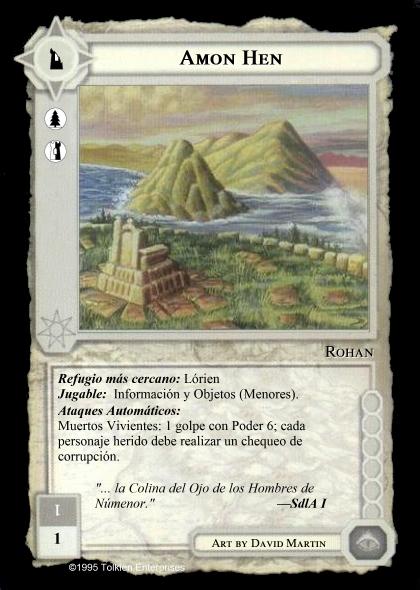 AMON HEN
ROHAN
Refugio más cercano: Lórien
Jugable: Información y Objetos (Menores).
Ataques Automáticos:
Muertos Vivientes: 1 golpe con Poder 6; cada
personaje herido debe realizar un chequeo de
corrupción.
"... la Colina del Ojo de los Hombres de
Númenor." —SdlA I
I
1
ART BY DAVID MARTIN
©1995 Tolkien Enterprises